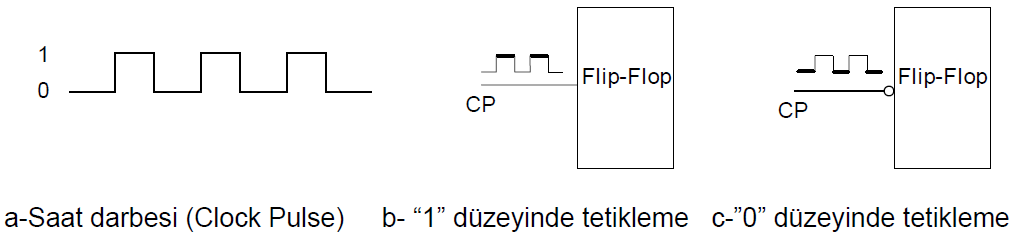 1
0
CP
Flip-Flop
CP
Flip-Flop
a-Saat darbesi (Clock Pulse)
b- “1” düzeyinde tetikleme
c-”0” düzeyinde tetikleme